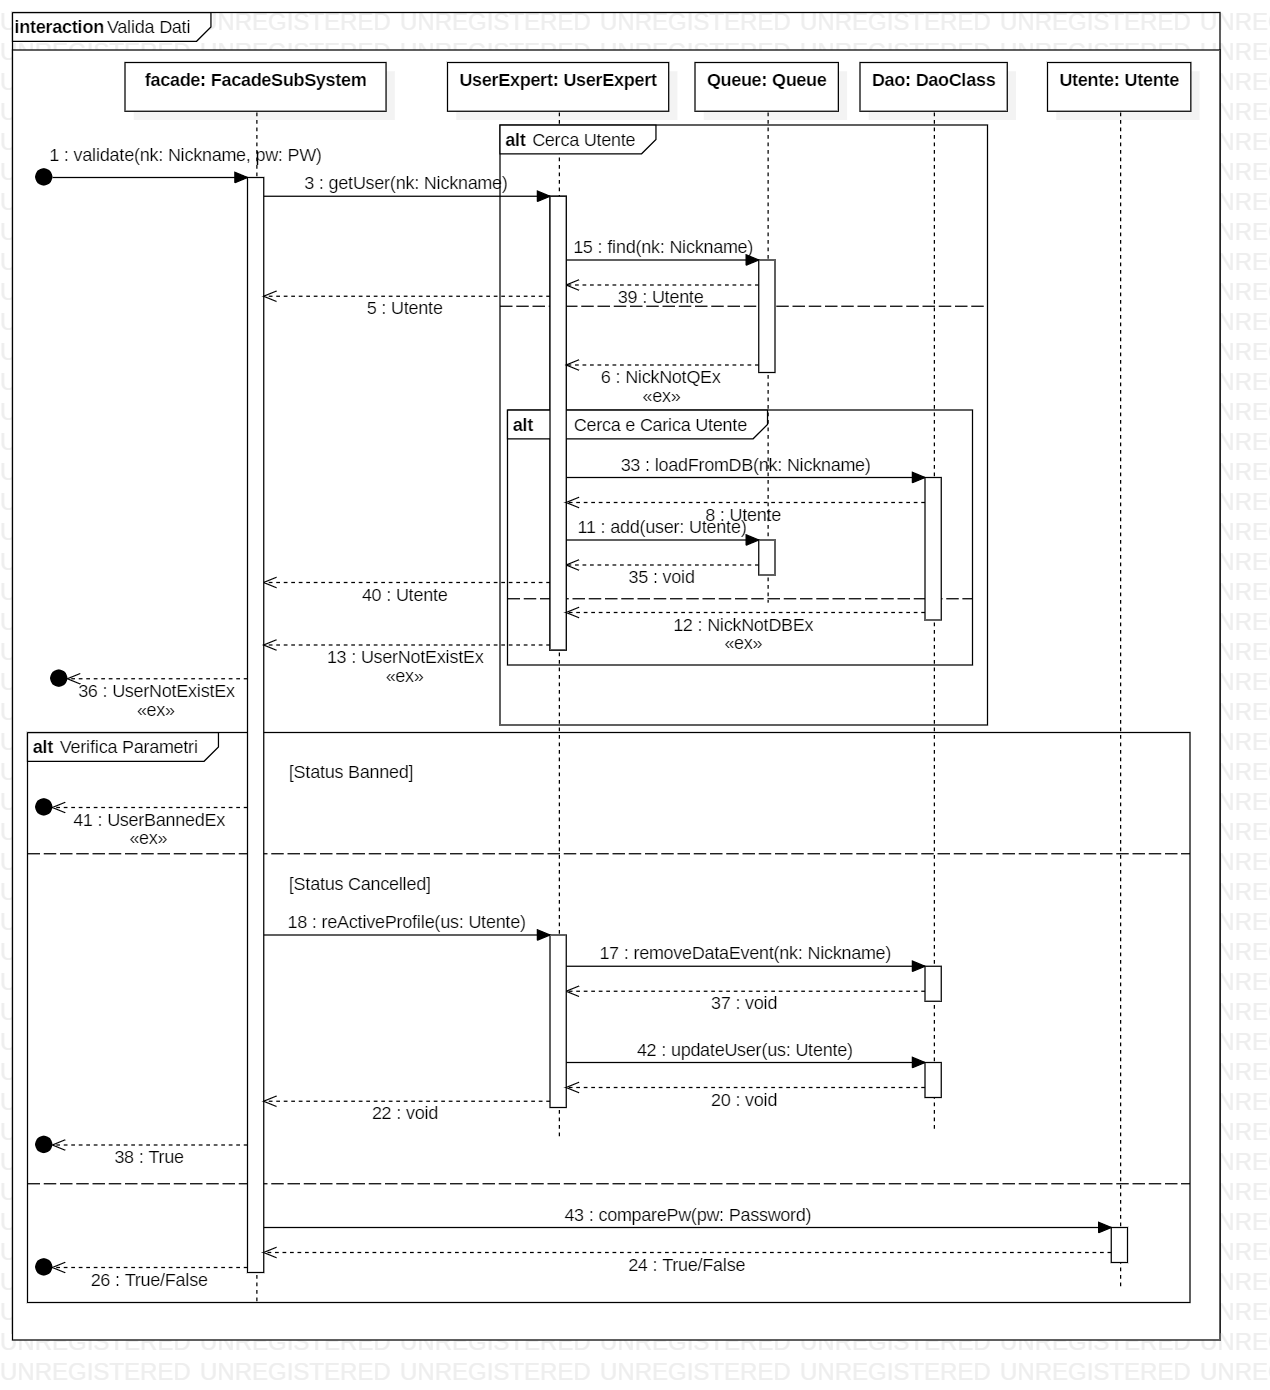 interaction Valida Dati
facade: FacadeSubSystem
UserExpert: UserExpert
Queue: Queue
Dao: DaoClass
Utente: Utente
alt Cerca Utente
1 : validate(nk: Nickname, pw: PW)
3 : getUser(nk: Nickname)
15 : find(nk: Nickname)
39 : Utente
5 : Utente
6 : NickNotQEx
«ex»
alt Cerca e Carica Utente
33 : loadFromDB(nk: Nickname)
8 : Utente
11 : add(user: Utente)
35 : void
40 : Utente
12 : NickNotDBEx
«ex»
13 : UserNotExistEx
«ex»
36 : UserNotExistEx
«ex»
alt Verifica Parametri
[Status Banned]
41 : UserBannedEx
«ex»
[Status Cancelled]
18 : reActiveProfile(us: Utente)
17 : removeDataEvent(nk: Nickname)
37 : void
42 : updateUser(us: Utente)
20 : void
22 : void
38 : True
43 : comparePw(pw: Password)
24 : True/False
26 : True/False
UNREGISTERED UNREGISTERED UNREGISTERED UNREGISTERED UNREGISTERED UNREGISTERED